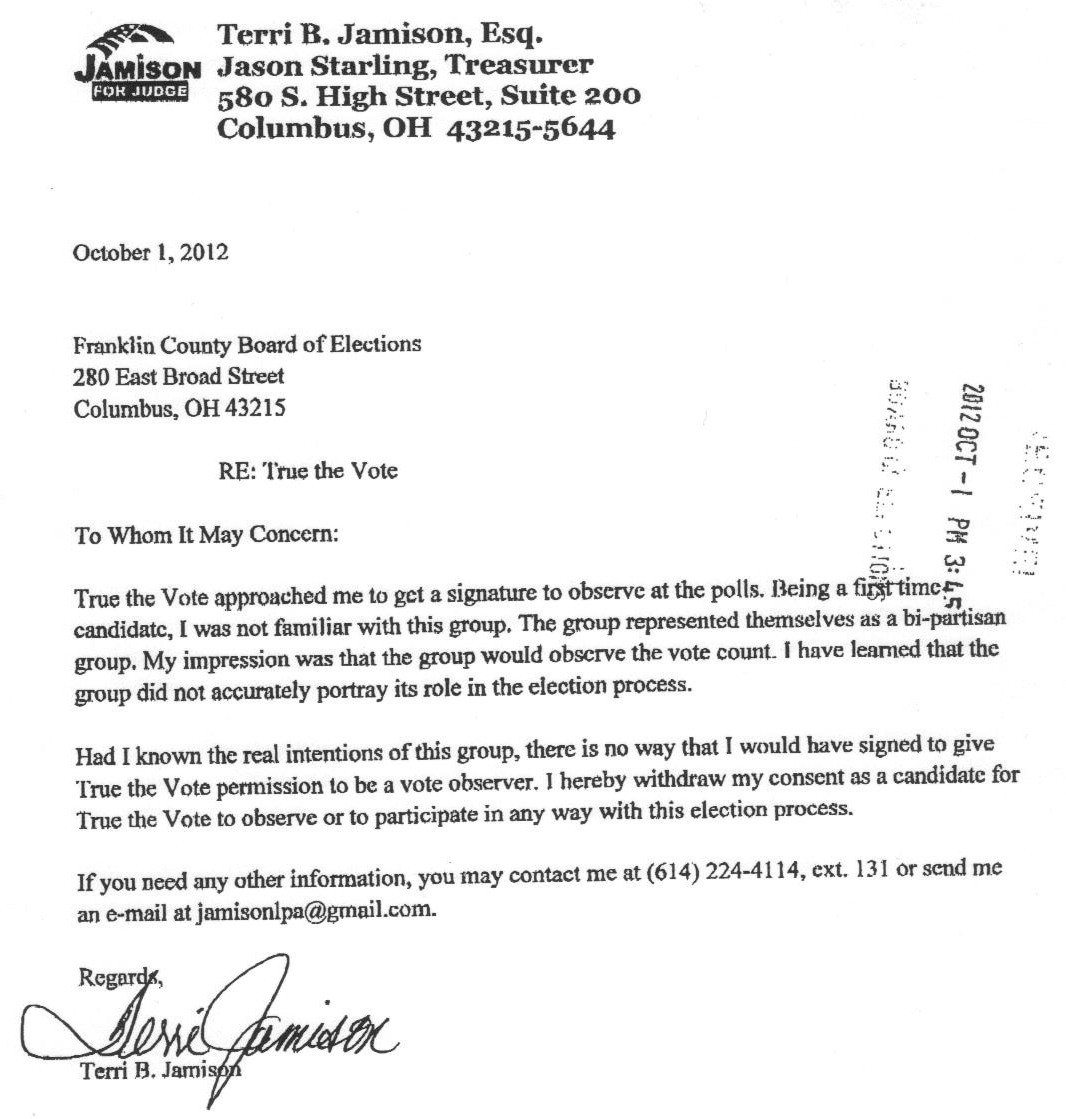 JAMISON
FOR JUDGE
Terri B. Jamison, Esq.
Jason Starling, Treasurer
580 S. High Street, Suite 200
Columbus, OH 43215-5644
October 1, 2012
Franklin County Board of Elections
280 East Broad Street
Columbus, OH 43215
RE: True the Vote
To Whom It May Concern:
2012 OCT -1 PM 3:45
True the Vote approached me to get a signature to observe at the polls. Being a first time
candidate, I was not familiar with this group. The group represented themselves as a bi-partisan
group. My impression was that the group would observe the vote count. I have learned that the
group did not accurately portray its role in the election process.
Had I known the real intentions of this group, there is no way that I would have signed to give
True the Vote permission to be a vote observer. I hereby withdraw my consent as a candidate for
True the Vote to observe or to participate in any way with this election process.
If you need any other information, you may contact me at (614) 224-4114, ext. 131 or send me
an e-mail at jamisonlpa@gmail.com.
Regards,
Terri Jamison
Terri B. Jamison